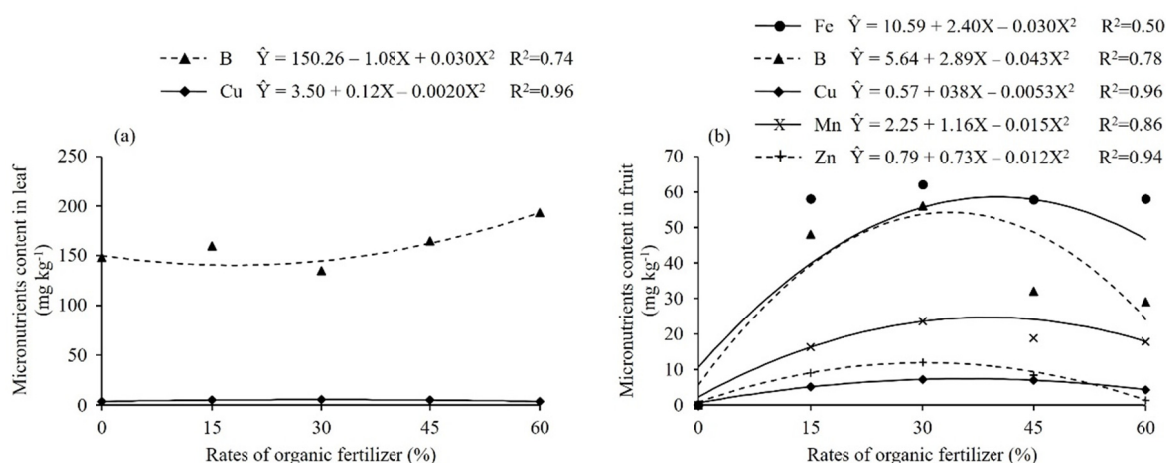 B Ŷ = 150.26 – 1.08X + 0.030X² R²=0.74
Cu Ŷ = 3.50 + 0.12X – 0.0020X² R²=0.96
(a)
250
200
150
100
50
0
0 15 30 45 60
Micronutrients content in leaf
(mg kg⁻¹)
Rates of organic fertilizer (%)
Fe Ŷ = 10.59 + 2.40X – 0.030X² R²=0.50
B Ŷ = 5.64 + 2.89X – 0.043X² R²=0.78
Cu Ŷ = 0.57 + 038X – 0.0053X² R²=0.96
Mn Ŷ = 2.25 + 1.16X – 0.015X² R²=0.86
Zn Ŷ = 0.79 + 0.73X – 0.012X² R²=0.94
(b)
70
60
50
40
30
20
10
0
0 15 30 45 60
Micronutrients content in fruit
(mg kg⁻¹)
Rates of organic fertilizer (%)